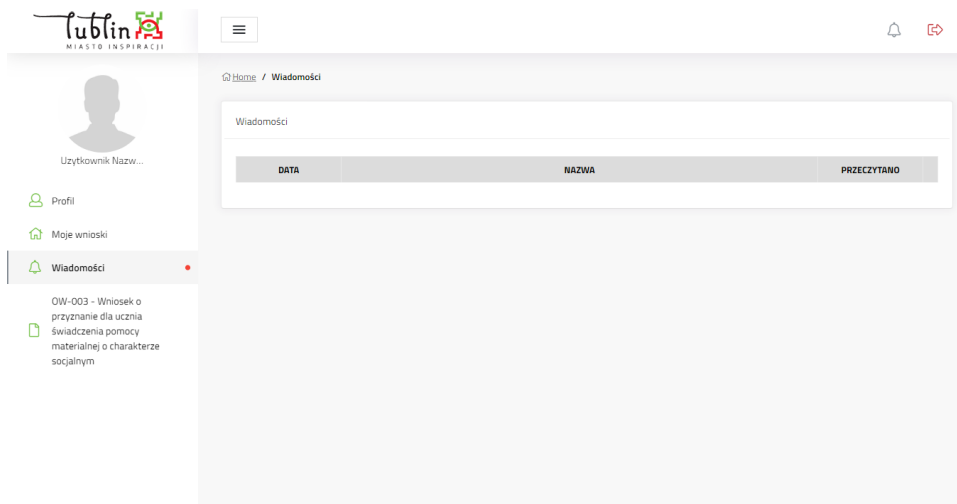 lublin
MIASTO INSPIRACJI
Home / Wiadomości
Wiadomości
DATA NAZWA PRZECZYTANO
Uzytkownik Nazw...
Profil
Moje wnioski
Wiadomości
OW-003 - Wniosek o
przyznanie dla ucznia
świadczenia pomocy
materialnej o charakterze
socjalnym